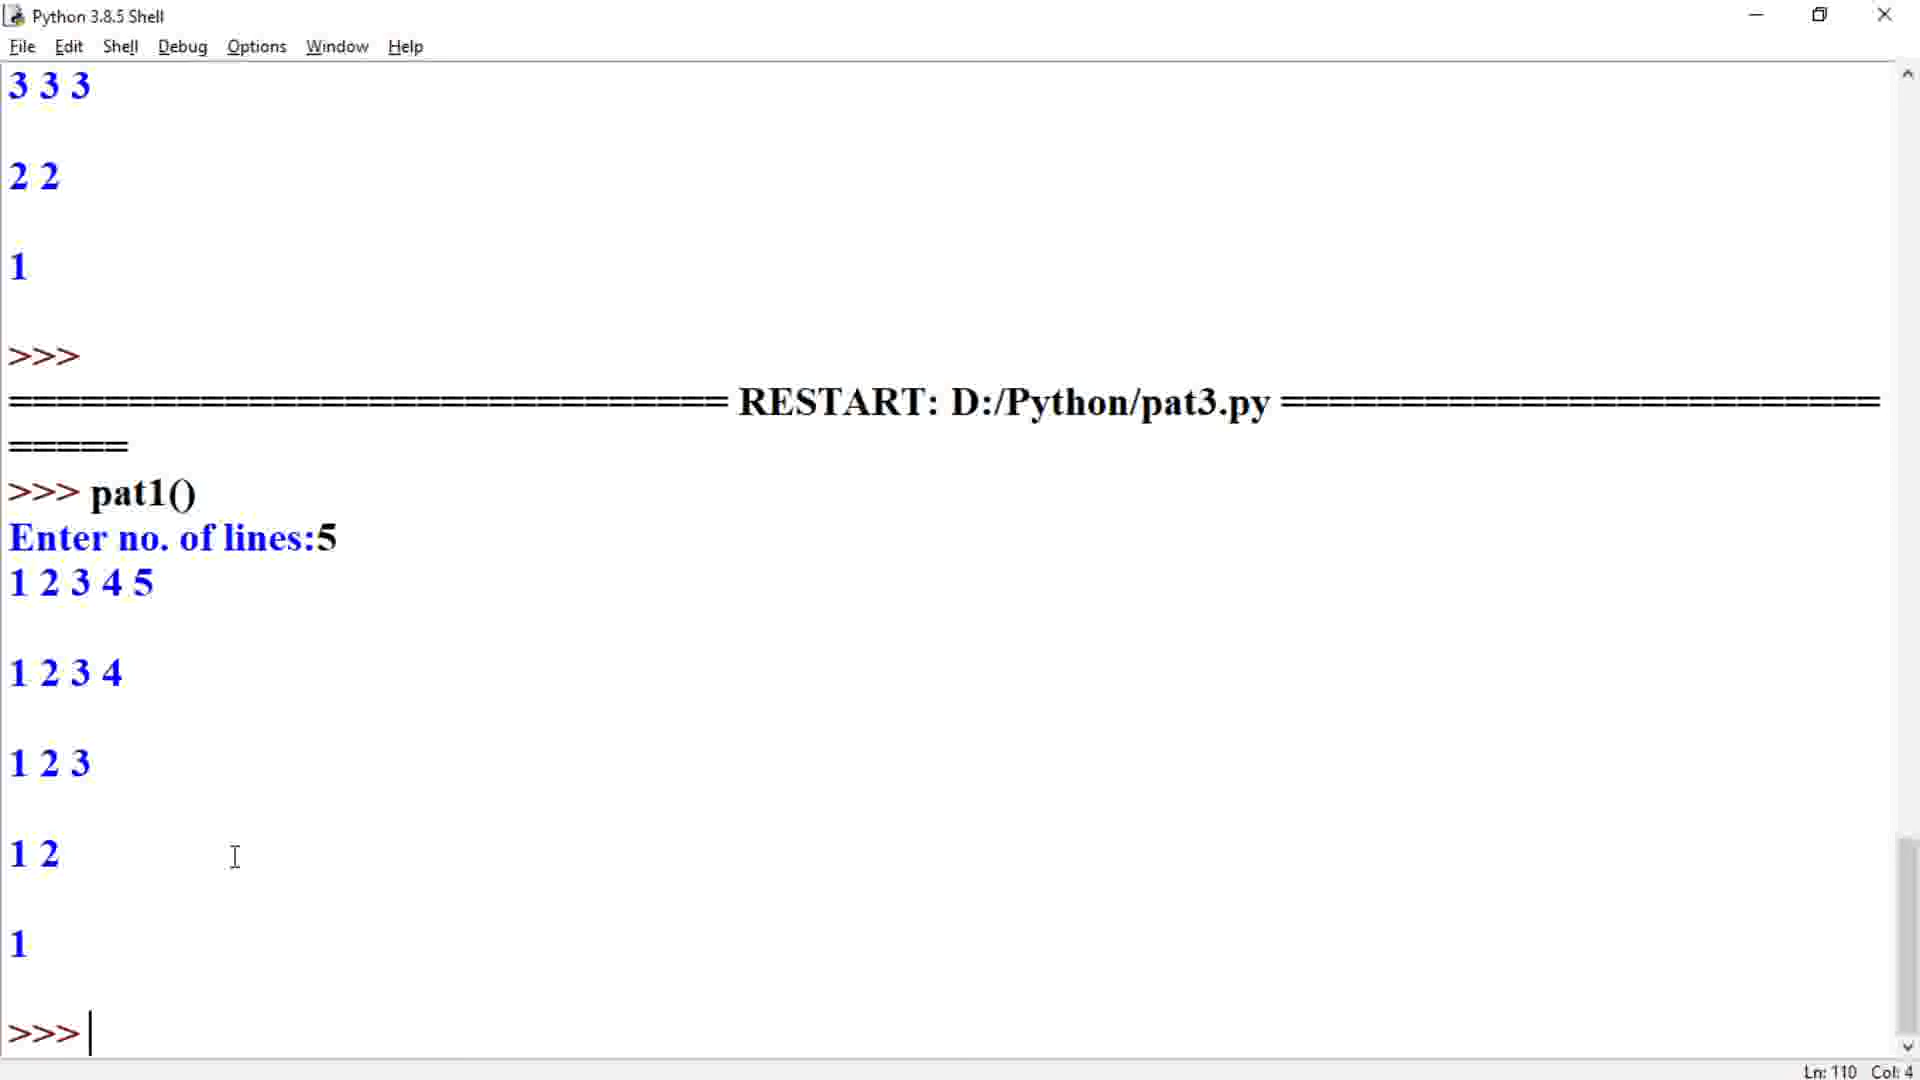 Python 3.8.5 Shell
File Edit Shell Debug Options Window Help
3 3 3
2 2
1
>>>
============================== RESTART: D:/Python/pat3.py =========================
=====
>>> pat1()
Enter no. of lines:5
1 2 3 4 5
1 2 3 4
1 2 3
1 2
1
>>>
Ln: 110 Col: 4